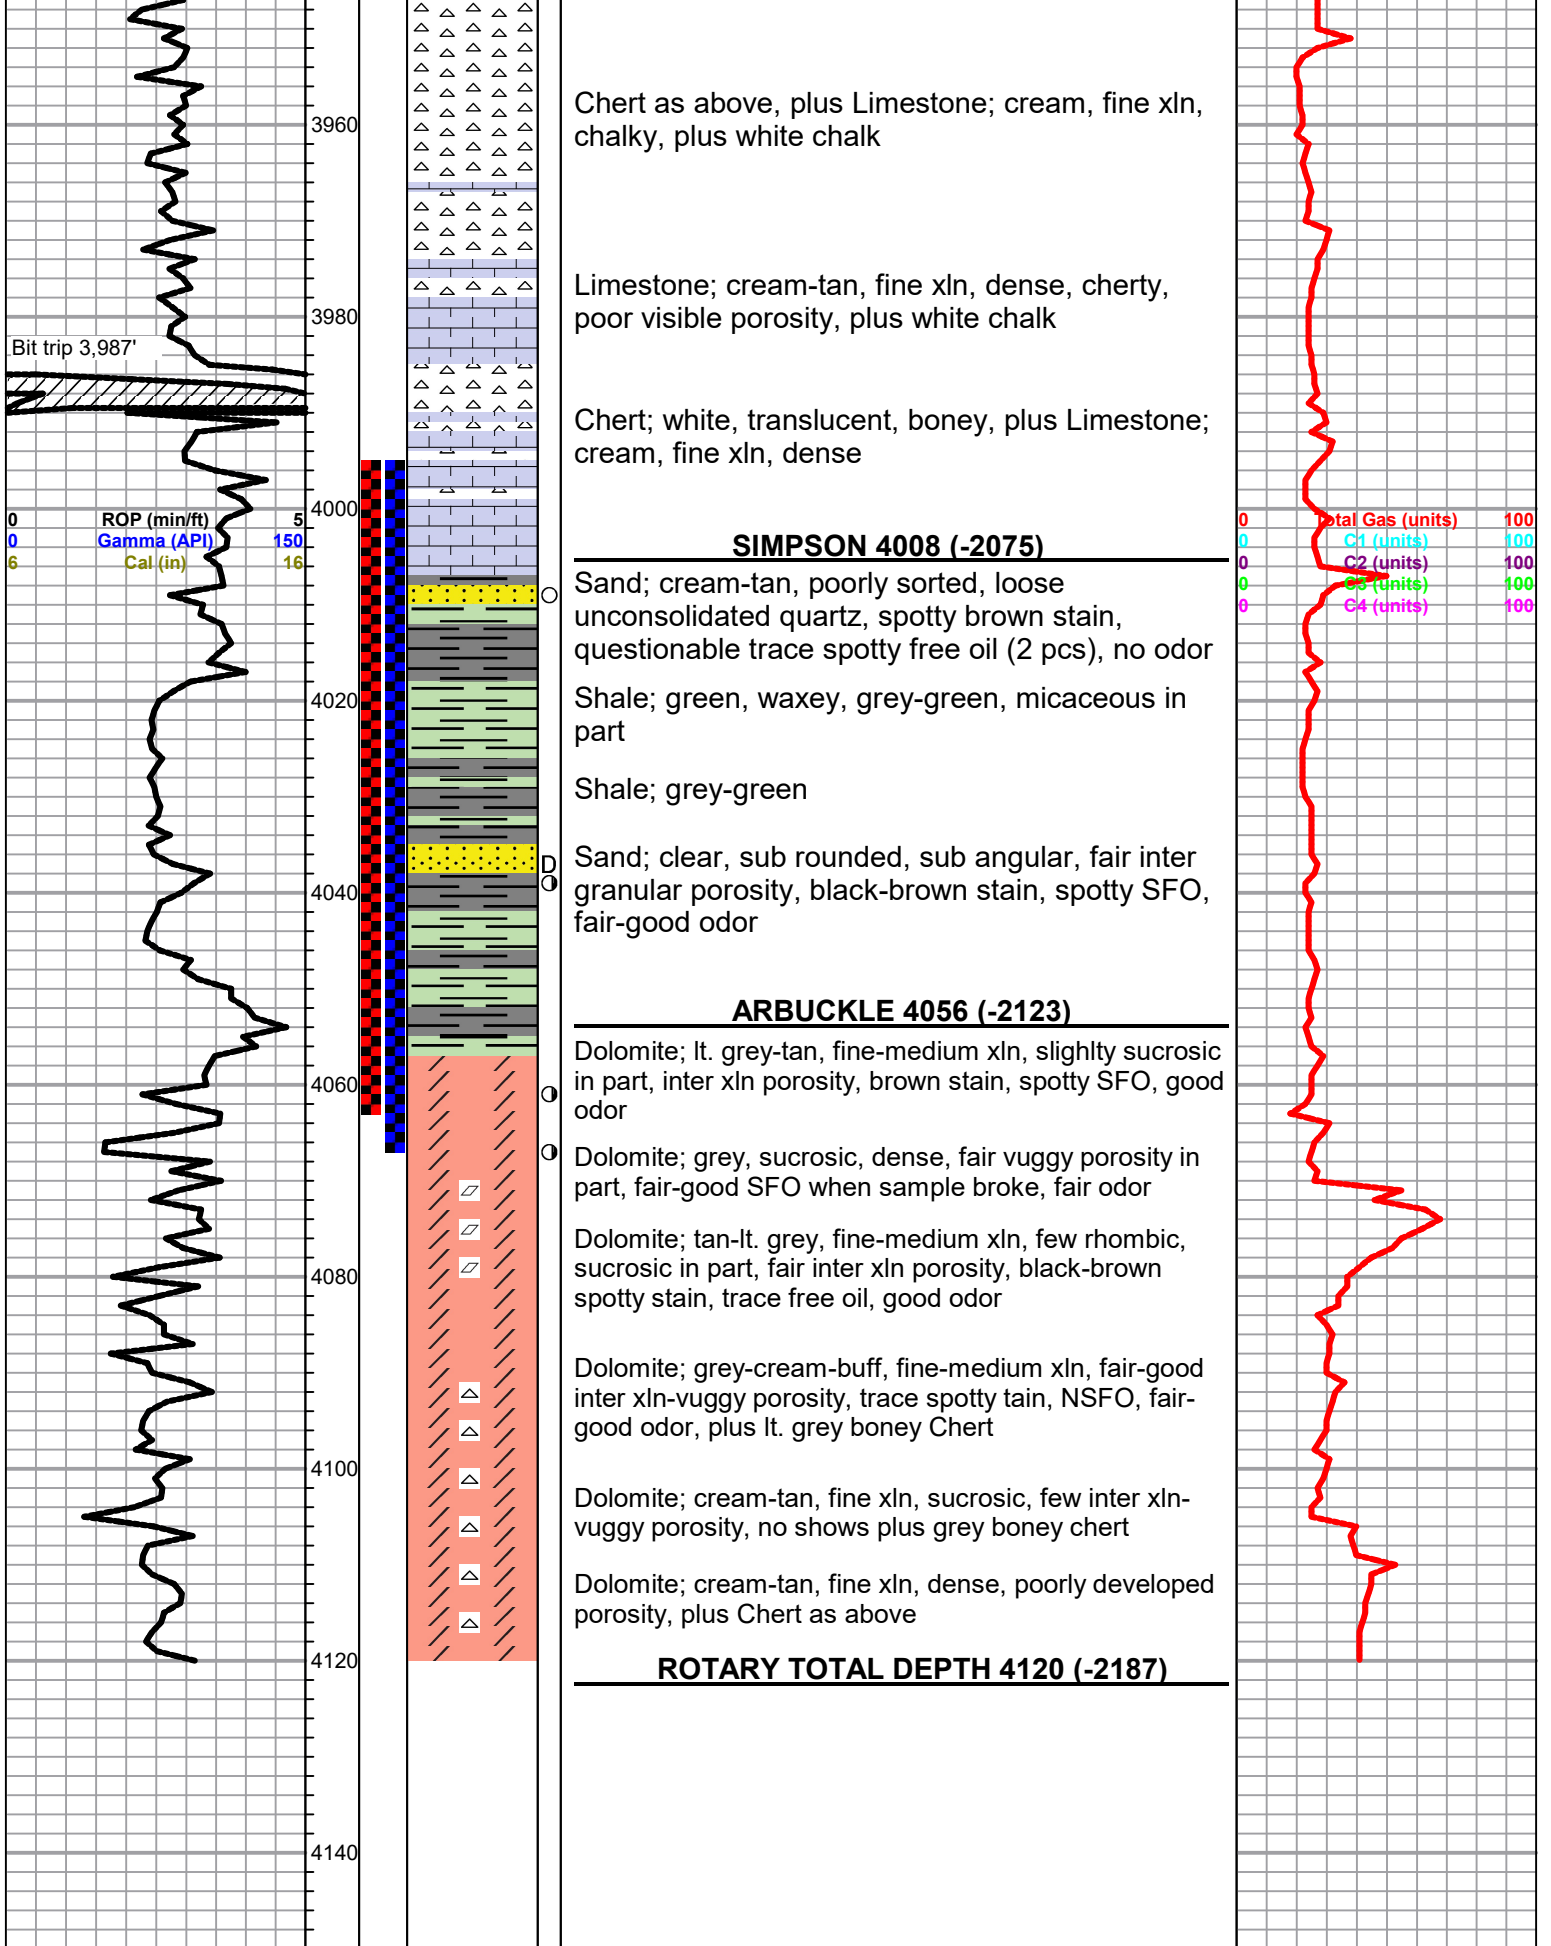 Chert as above, plus Limestone; cream, fine xln,
chalky, plus white chalk
3960
Limestone; cream-tan, fine xln, dense, cherty,
poor visible porosity, plus white chalk
3980
Bit trip 3,987'
Chert; white, translucent, boney, plus Limestone;
cream, fine xln, dense
4000
0 ROP (min/ft) 5
0 Gamma (API) 150
6 Cal (in) 16
0 Total Gas (units) 100
0 C1 (units) 100
0 C2 (units) 100
0 C3 (units) 100
0 C4 (units) 100
SIMPSON 4008 (-2075)
Sand; cream-tan, poorly sorted, loose
unconsolidated quartz, spotty brown stain,
questionable trace spotty free oil (2 pcs), no odor
Shale; green, waxey, grey-green, micaceous in
part
4020
Shale; grey-green
D
Sand; clear, sub rounded, sub angular, fair inter
granular porosity, black-brown stain, spotty SFO,
fair-good odor
4040
ARBUCKLE 4056 (-2123)
Dolomite; lt. grey-tan, fine-medium xln, slighlty sucrosic
in part, inter xln porosity, brown stain, spotty SFO, good
odor
4060
Dolomite; grey, sucrosic, dense, fair vuggy porosity in
part, fair-good SFO when sample broke, fair odor
Dolomite; tan-lt. grey, fine-medium xln, few rhombic,
sucrosic in part, fair inter xln porosity, black-brown
spotty stain, trace free oil, good odor
4080
Dolomite; grey-cream-buff, fine-medium xln, fair-good
inter xln-vuggy porosity, trace spotty tain, NSFO, fair-
good odor, plus lt. grey boney Chert
4100
Dolomite; cream-tan, fine xln, sucrosic, few inter xln-
vuggy porosity, no shows plus grey boney chert
Dolomite; cream-tan, fine xln, dense, poorly developed
porosity, plus Chert as above
4120
ROTARY TOTAL DEPTH 4120 (-2187)
4140